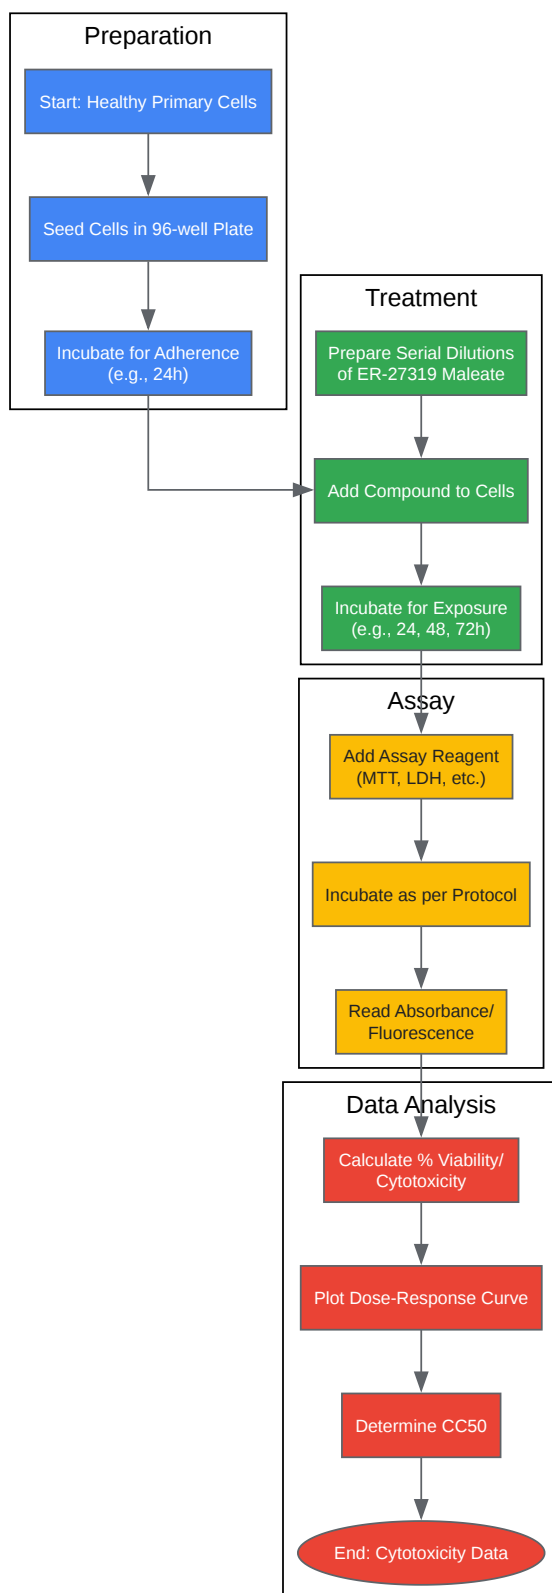 Preparation
Start: Healthy Primary Cells
Seed Cells in 96-well Plate
Incubate for Adherence
(e.g., 24h)
Treatment
Prepare Serial Dilutions
of ER-27319 Maleate
Add Compound to Cells
Incubate for Exposure
(e.g., 24, 48, 72h)
Assay
Add Assay Reagent
(MTT, LDH, etc.)
Incubate as per Protocol
Read Absorbance/
Fluorescence
Data Analysis
Calculate % Viability/
Cytotoxicity
Plot Dose-Response Curve
Determine CC50
End: Cytotoxicity Data